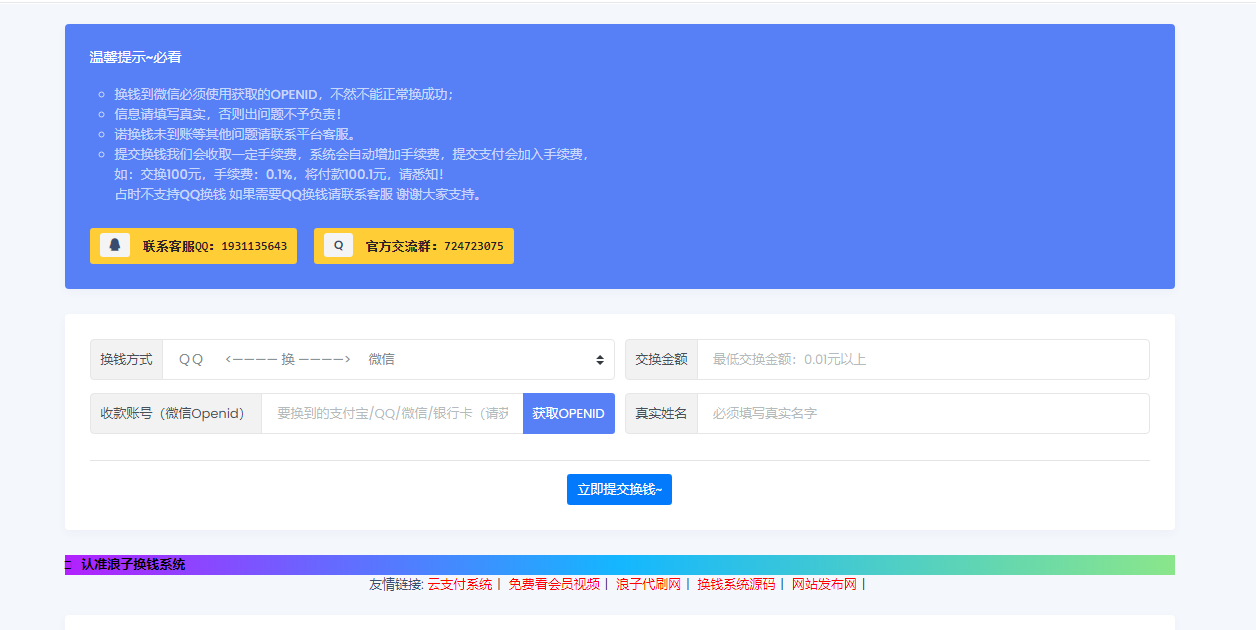 温馨提示~必看
换钱到微信必须使用获取的OPENID，不然不能正常换成功；
信息请填写真实，否则出问题不予负责！
诺换钱未到账等其他问题请联系平台客服。
提交换钱我们会收取一定手续费，系统会自动增加手续费，提交支付会加入手续费，
如：交换100元，手续费：0.1%，将付款100.1元，请悉知！
占时不支持QQ换钱 如果需要QQ换钱请联系客服 谢谢大家支持。
联系客服QQ：1931135643 Q 官方交流群：724723075
换钱方式 ＱＱ <———— 换 ————> 微信 交换金额 最低交换金额：0.01元以上
收款账号（微信Openid） 要换到的支付宝/QQ/微信/银行卡（请获 获取OPENID 真实姓名 必须填写真实名字
立即提交换钱~
认准浪子换钱系统
友情链接: 云支付系统丨 免费看会员视频丨 浪子代刷网丨 换钱系统源码丨 网站发布网丨